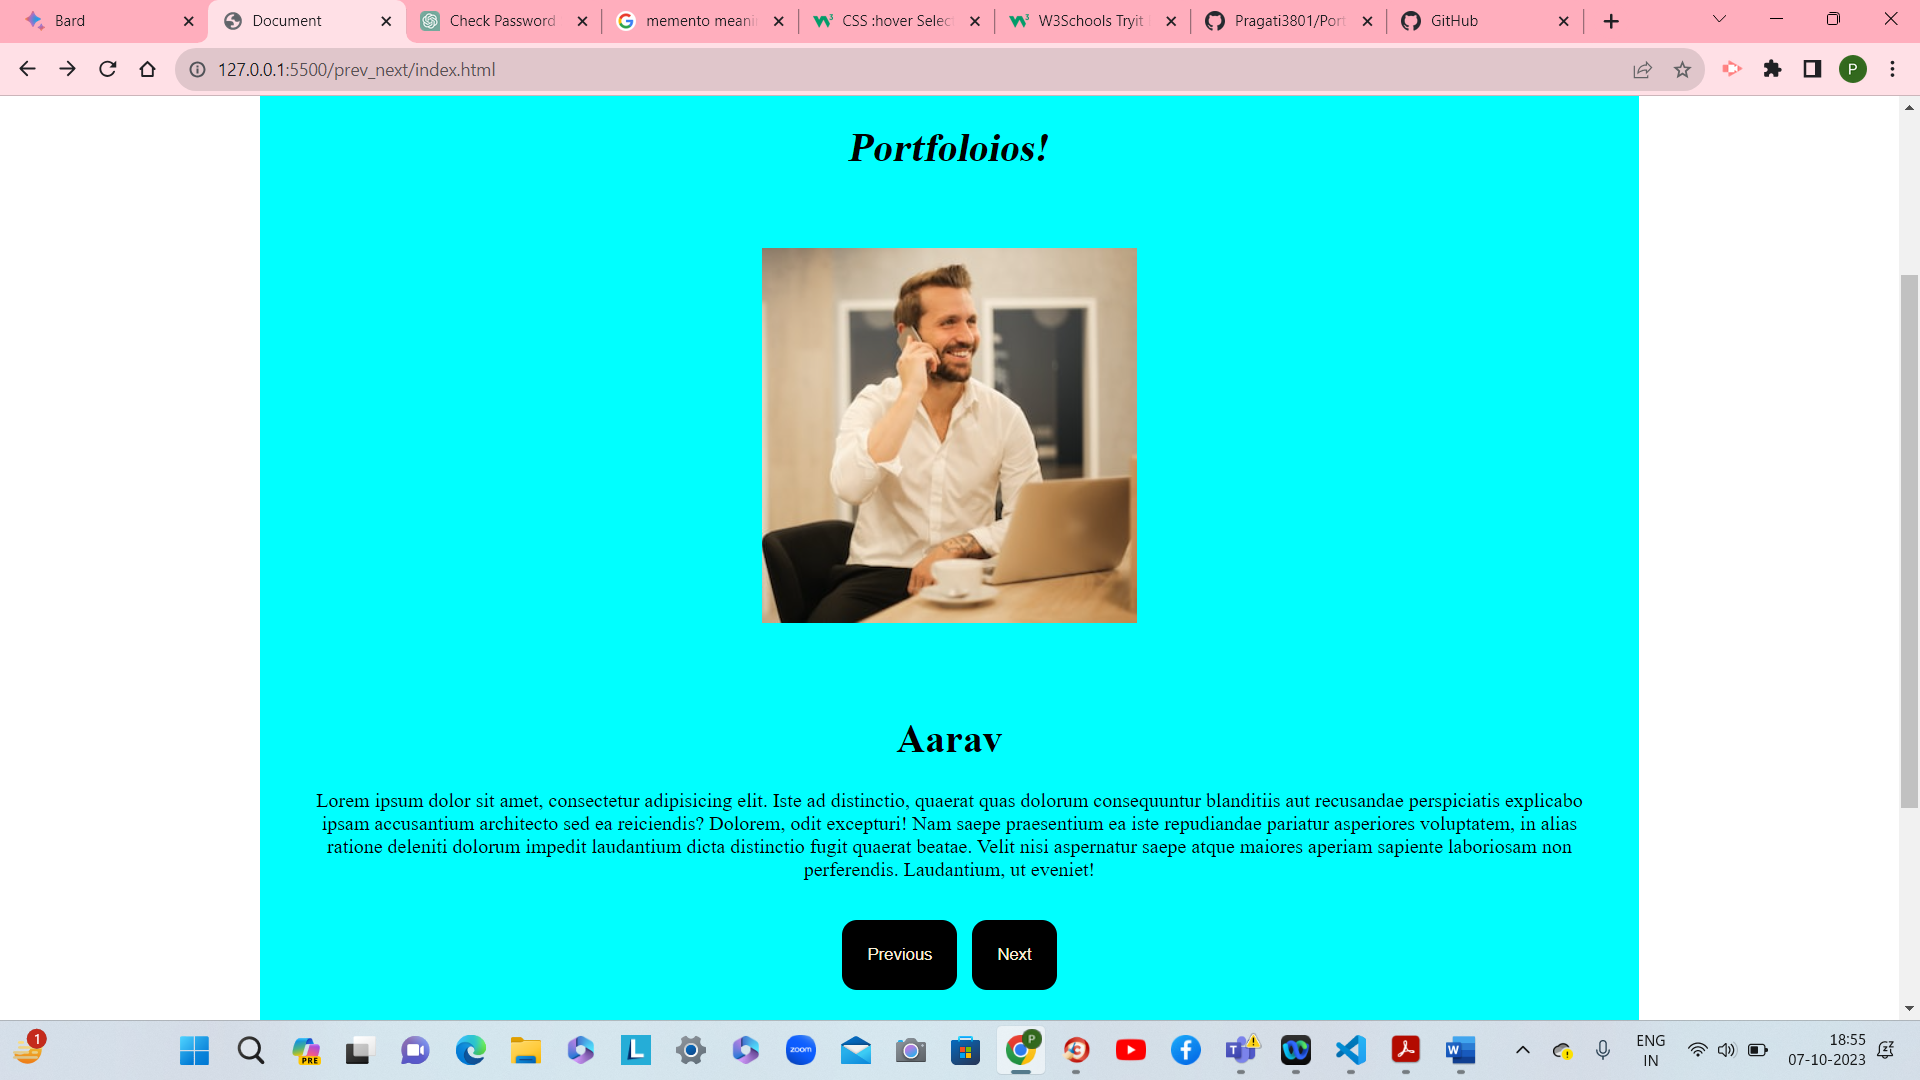 Bard
Document
Check Password
memento meani
CSS :hover Selec
W3Schools Tryit
Pragati3801/Port
GitHub
127.0.0.1:5500/prev_next/index.html
P
Portfoloios!
Aarav
Lorem ipsum dolor sit amet, consectetur adipisicing elit. Iste ad distinctio, quaerat quas dolorum consequuntur blanditiis aut recusandae perspiciatis explicabo
ipsam accusantium architecto sed ea reiciendis? Dolorem, odit excepturi! Nam saepe praesentium ea iste repudiandae pariatur asperiores voluptatem, in alias
ratione deleniti dolorum impedit laudantium dicta distinctio fugit quaerat beatae. Velit nisi aspernatur saepe atque maiores aperiam sapiente laboriosam non
perferendis. Laudantium, ut eveniet!
Previous
Next
1
PRE
L
zoom
P
T
W
ENG
IN
18:55
07-10-2023